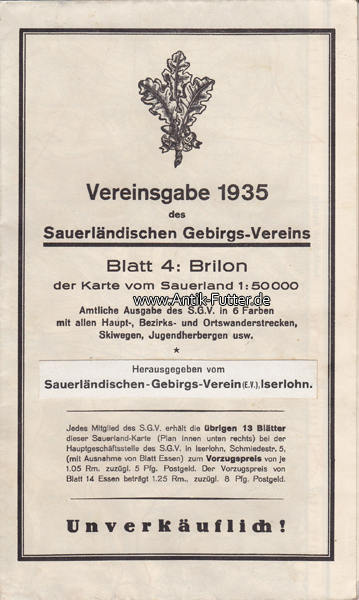 Vereinsgabe 1935
des
Sauerländischen Gebirgs-Vereins
Blatt 4: Brilon
der Karte vom Sauerland 1:50000
www.Antik-Futter.de
Amtliche Ausgabe des S.G.V. in 6 Farben
mit allen Haupt-, Bezirks- und Ortswanderstrecken,
Skiwegen, Jugendherbergen usw.
*
Herausgegeben vom
Sauerländischen-Gebirgs-Verein (E.V.), Iserlohn.
Jedes Mitglied des S.G.V. erhält die übrigen 13 Blätter
dieser Sauerland-Karte (Plan innen unten rechts) bei der
Hauptgeschäftsstelle des S.G.V. in Iserlohn, Schmiedestr. 5,
(mit Ausnahme von Blatt Essen) zum Vorzugspreis von je
1.05 Rm. zuzügl. 5 Pfg. Postgeld. Der Vorzugspreis von
Blatt 14 Essen beträgt 1.25 Rm., zuzügl. 8 Pfg. Postgeld.
Unverkäuflich!